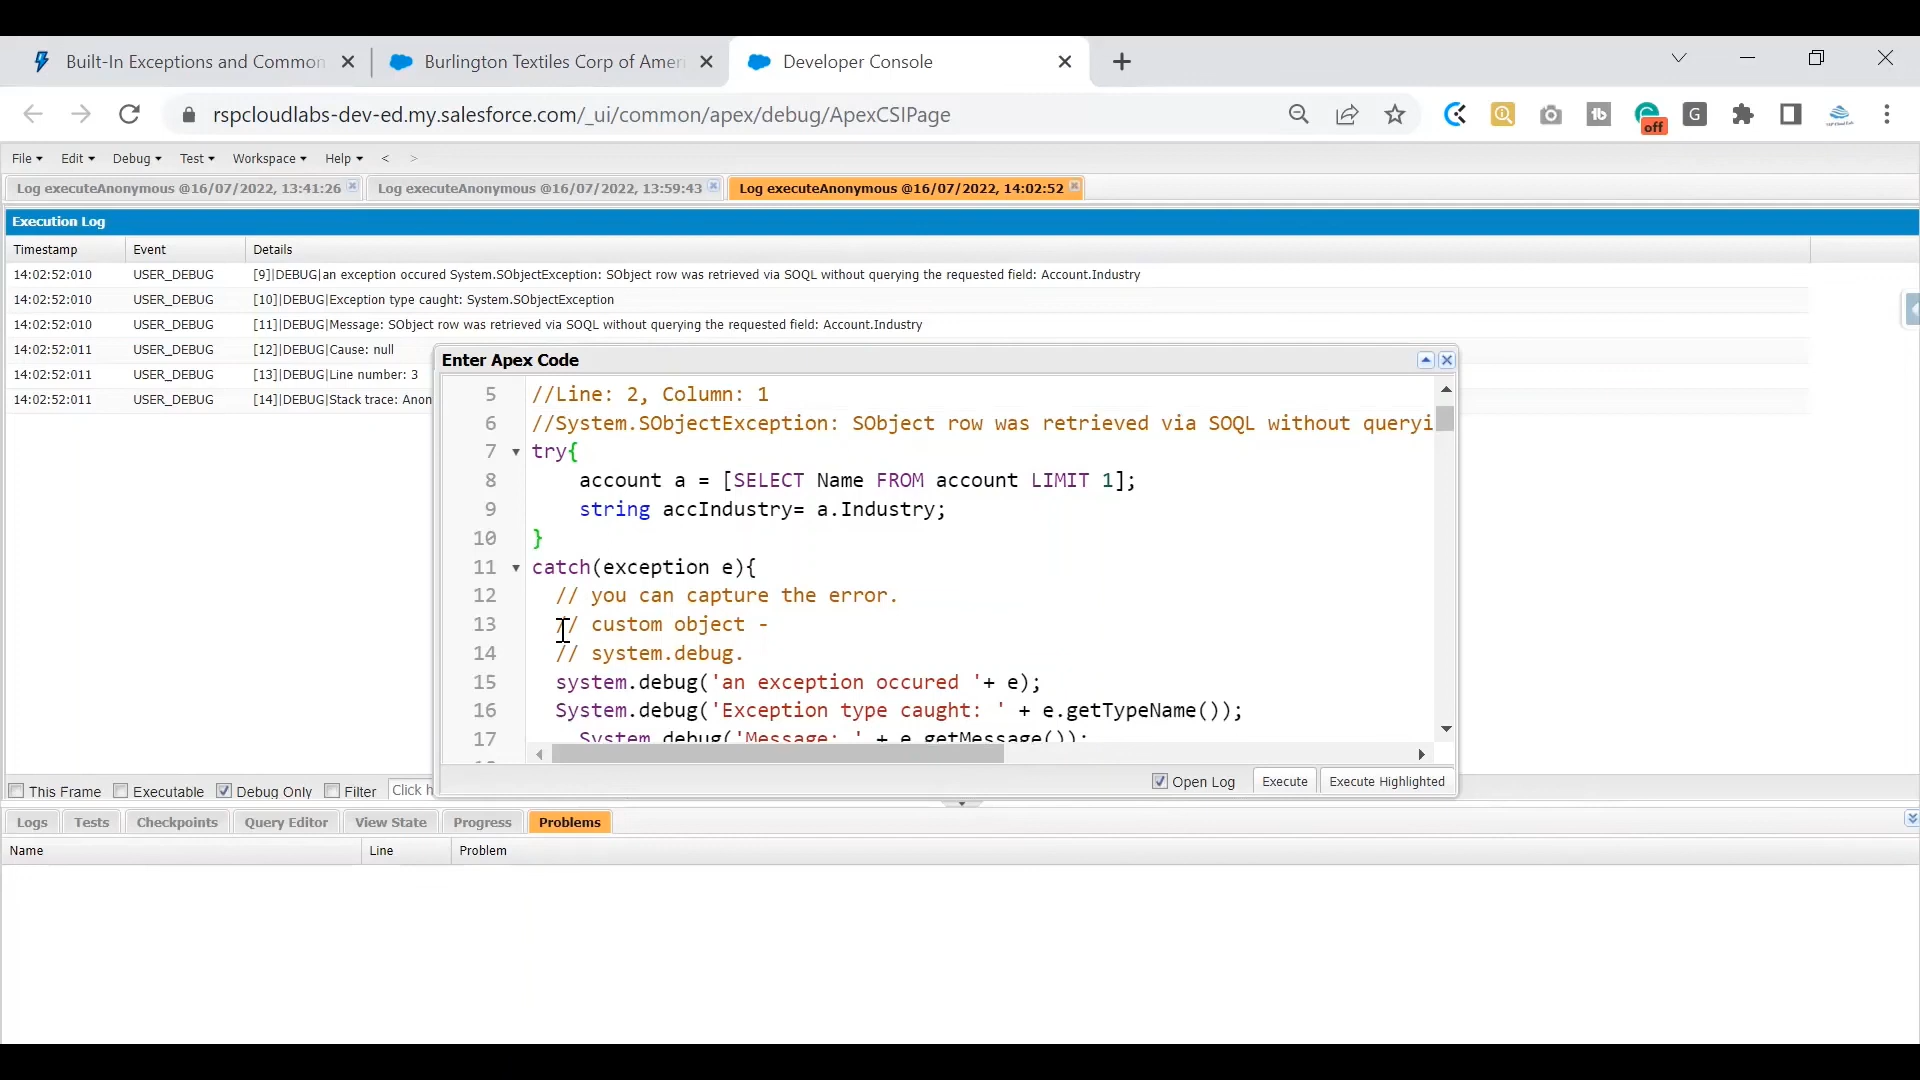 Built-In Exceptions and Common
Burlington Textiles Corp of Amer
Developer Console
rspcloudlabs-dev-ed.my.salesforce.com/_ui/common/apex/debug/ApexCSIPage
off
File Edit Debug Test Workspace Help < >
Log executeAnonymous @16/07/2022, 13:41:26
Log executeAnonymous @16/07/2022, 13:59:43
Log executeAnonymous @16/07/2022, 14:02:52
Execution Log
Timestamp Event Details
14:02:52:010 USER_DEBUG [9]|DEBUG|an exception occured System.SObjectException: SObject row was retrieved via SOQL without querying the requested field: Account.Industry
14:02:52:010 USER_DEBUG [10]|DEBUG|Exception type caught: System.SObjectException
14:02:52:010 USER_DEBUG [11]|DEBUG|Message: SObject row was retrieved via SOQL without querying the requested field: Account.Industry
14:02:52:011 USER_DEBUG [12]|DEBUG|Cause: null
14:02:52:011 USER_DEBUG [13]|DEBUG|Line number: 3
14:02:52:011 USER_DEBUG [14]|DEBUG|Stack trace: Anon
Enter Apex Code
5 //Line: 2, Column: 1
6 //System.SObjectException: SObject row was retrieved via SOQL without queryi
7 try{
8 account a = [SELECT Name FROM account LIMIT 1];
9 string accIndustry= a.Industry;
10 }
11 catch(exception e){
12 // you can capture the error.
13 // custom object -
14 // system.debug.
15 system.debug('an exception occured '+ e);
16 System.debug('Exception type caught: ' + e.getTypeName());
17 System.debug('Message: ' + e.getMessage());
Open Log Execute Execute Highlighted
This Frame Executable Debug Only Filter Click h
Logs Tests Checkpoints Query Editor View State Progress Problems
Name Line Problem